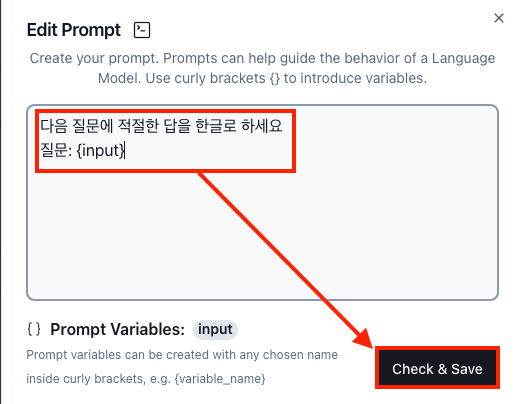 Edit Prompt
Create your prompt. Prompts can help guide the behavior of a Language
Model. Use curly brackets {} to introduce variables.
다음 질문에 적절한 답을 한글로 하세요
질문: {input}
{} Prompt Variables: input
Prompt variables can be created with any chosen name
inside curly brackets, e.g. {variable_name}
Check & Save